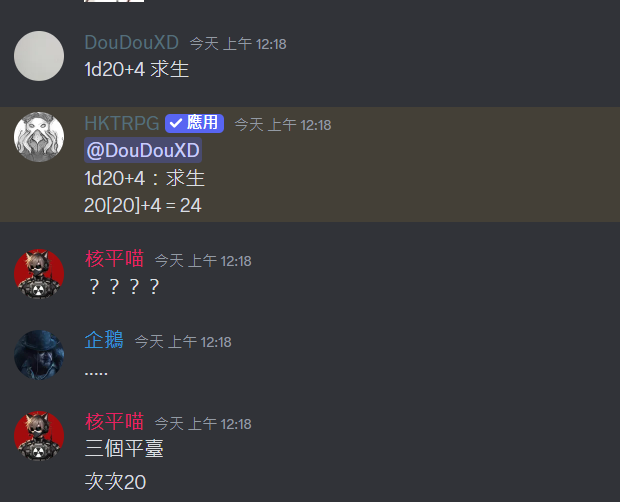 DouDouXD 今天 上午 12:18
1d20+4 求生
HKTRPG 應用 今天 上午 12:18
@DouDouXD
1d20+4：求生
20[20]+4 = 24
核平喵 今天 上午 12:18
？？？？
企鵝 今天 上午 12:18
.....
核平喵 今天 上午 12:18
三個平臺
次次20